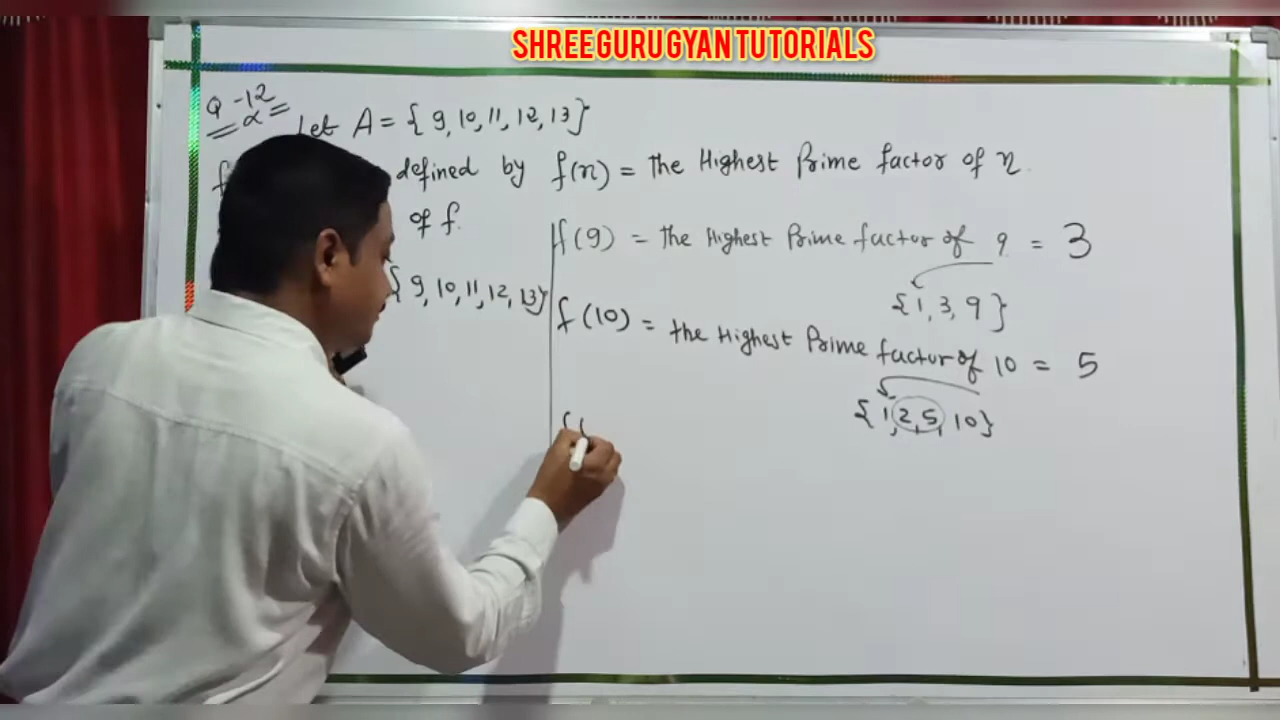 SHREE GURU GYAN TUTORIALS
Q-12
Let A = { 9, 10, 11, 12, 13}
defined by f(n) = the Highest Prime factor of n.
of f.
{ 9, 10, 11, 12, 13}
f(9) = the Highest Prime factor of 9 = 3
{1, 3, 9 }
f(10) = the Highest Prime factor of 10 = 5
{ 1, 2, 5, 10}
f(